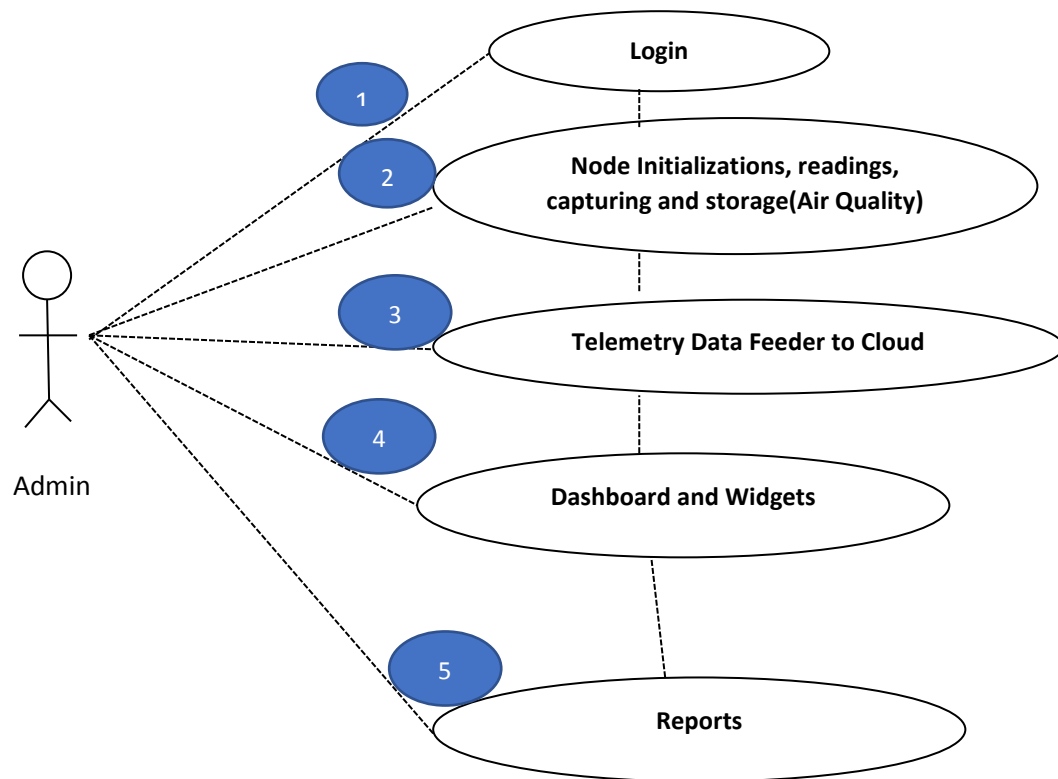 Login
1
2
Node Initializations, readings,
capturing and storage(Air Quality)
3
Telemetry Data Feeder to Cloud
4
Admin
Dashboard and Widgets
5
Reports